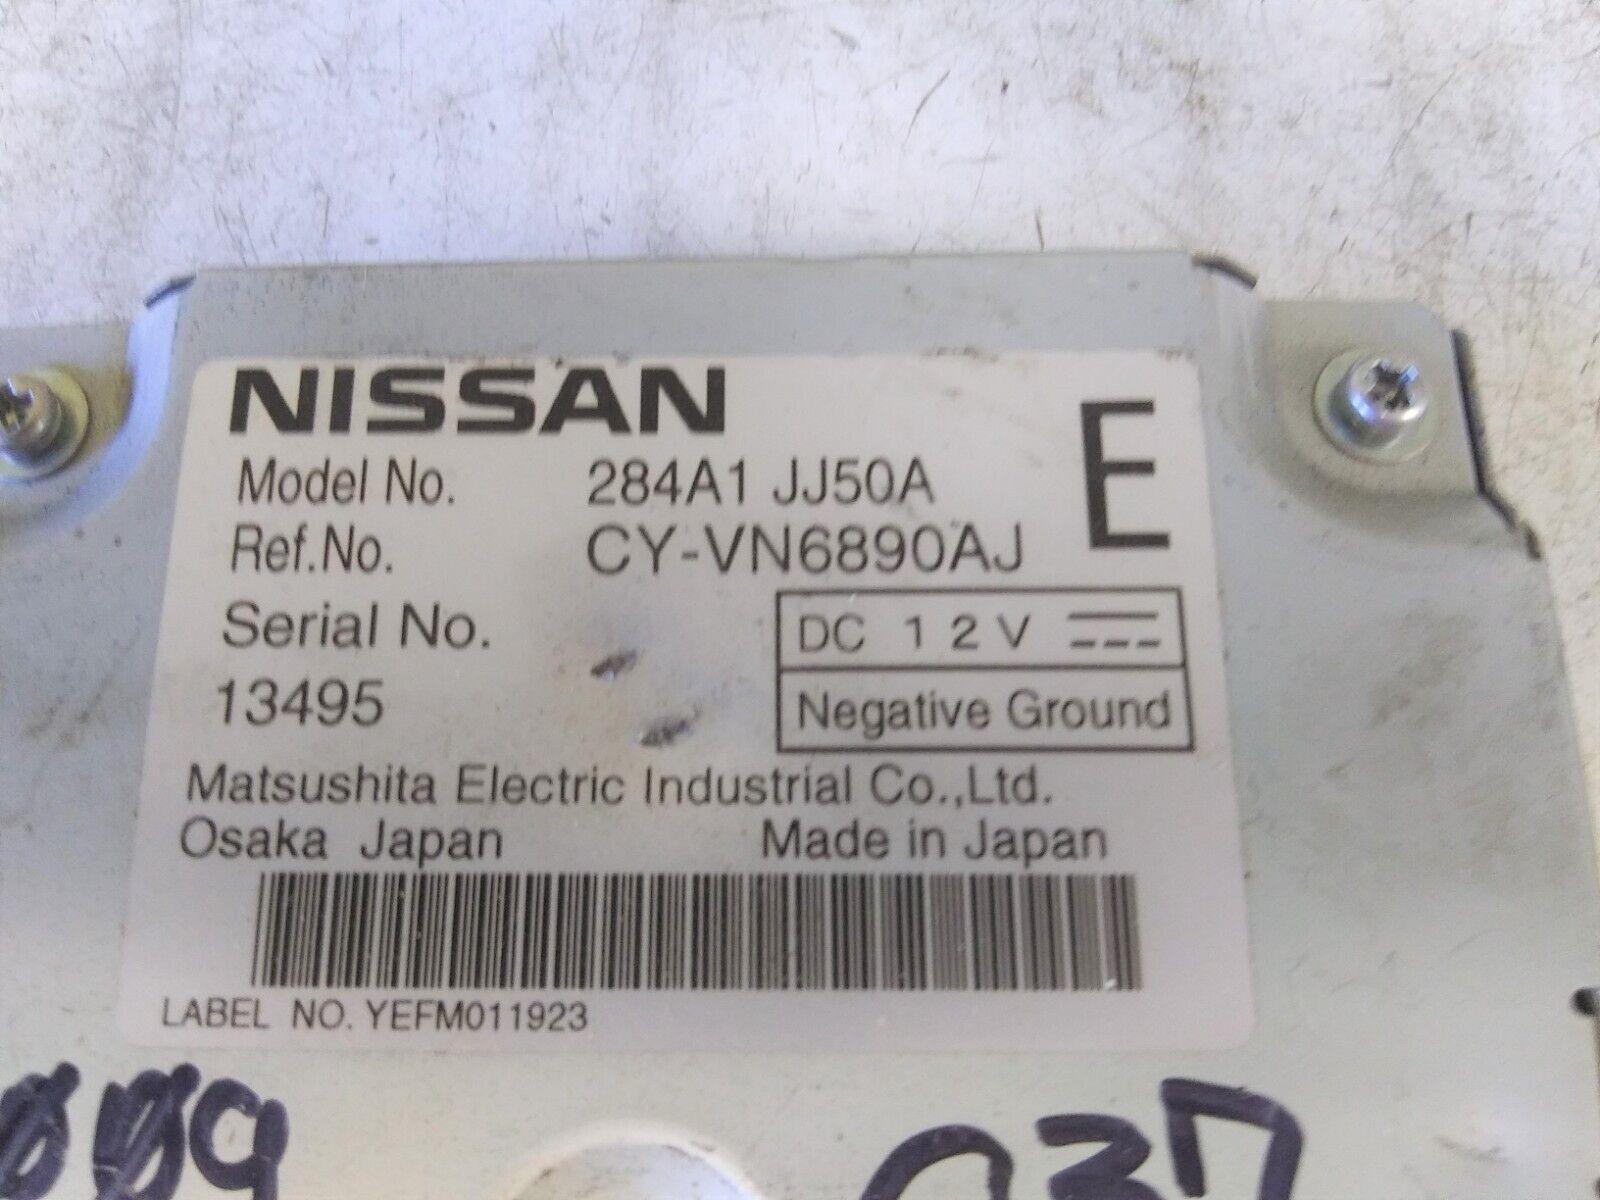 NISSAN
E
Model No. 284A1 JJ50A
Ref.No. CY-VN6890AJ
Serial No.
13495
DC 12V
Negative Ground
Matsushita Electric Industrial Co.,Ltd.
Osaka Japan Made in Japan
LABEL NO. YEFM011923